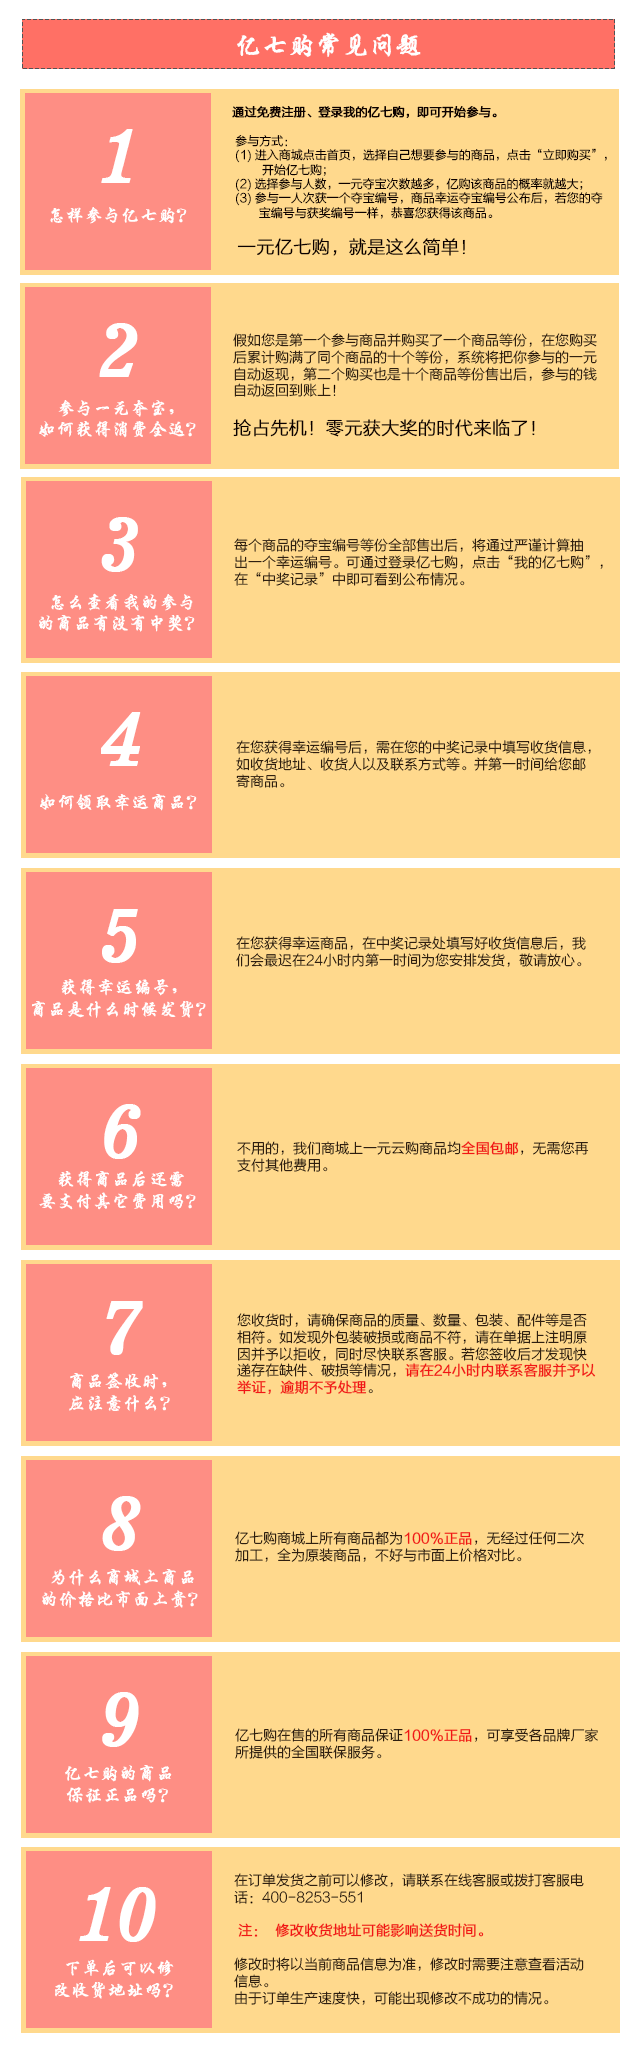 亿七购常见问题
1
怎样参与亿七购?
通过免费注册、登录我的亿七购，即可开始参与。
参与方式：
(1) 进入商城点击首页，选择自己想要参与的商品，点击“立即购买”，
开始亿七购；
(2) 选择参与人数，一元夺宝次数越多，亿购该商品的概率就越大；
(3) 参与一人次获一个夺宝编号，商品幸运夺宝编号公布后，若您的夺
宝编号与获奖编号一样，恭喜您获得该商品。
一元亿七购，就是这么简单！
2
参与一元夺宝，
如何获得消费全返?
假如您是第一个参与商品并购买了一个商品等份，在您购买
后累计购满了同个商品的十个等份，系统将把你参与的一元
自动返现，第二个购买也是十个商品等份售出后，参与的钱
自动返回到账上！
抢占先机！零元获大奖的时代来临了！
3
怎么查看我的参与
的商品有没有中奖?
每个商品的夺宝编号等份全部售出后，将通过严谨计算抽
出一个幸运编号。可通过登录亿七购，点击“我的亿七购”，
在“中奖记录”中即可看到公布情况。
4
如何领取幸运商品?
在您获得幸运编号后，需在您的中奖记录中填写收货信息，
如收货地址、收货人以及联系方式等。并第一时间给您邮
寄商品。
5
获得幸运编号，
商品是什么时候发货?
在您获得幸运商品，在中奖记录处填写好收货信息后，我
们会最迟在24小时内第一时间为您安排发货，敬请放心。
6
获得商品后还需
要支付其它费用吗?
不用的，我们商城上一元云购商品均全国包邮，无需您再
支付其他费用。
7
商品签收时，
应注意什么?
您收货时，请确保商品的质量、数量、包装、配件等是否
相符。如发现外包装破损或商品不符，请在单据上注明原
因并予以拒收，同时尽快联系客服。若您签收后才发现快
递存在缺件、破损等情况，请在24小时内联系客服并予以
举证，逾期不予处理。
8
为什么商城上商品
的价格比市面上贵?
亿七购商城上所有商品都为100%正品，无经过任何二次
加工，全为原装商品，不好与市面上价格对比。
9
亿七购的商品
保证正品吗?
亿七购在售的所有商品保证100%正品，可享受各品牌厂家
所提供的全国联保服务。
10
下单后可以修
改收货地址吗?
在订单发货之前可以修改，请联系在线客服或拨打客服电
话：400-8253-551
注： 修改收货地址可能影响送货时间。
修改时将以当前商品信息为准，修改时需要注意查看活动
信息。
由于订单生产速度快，可能出现修改不成功的情况。